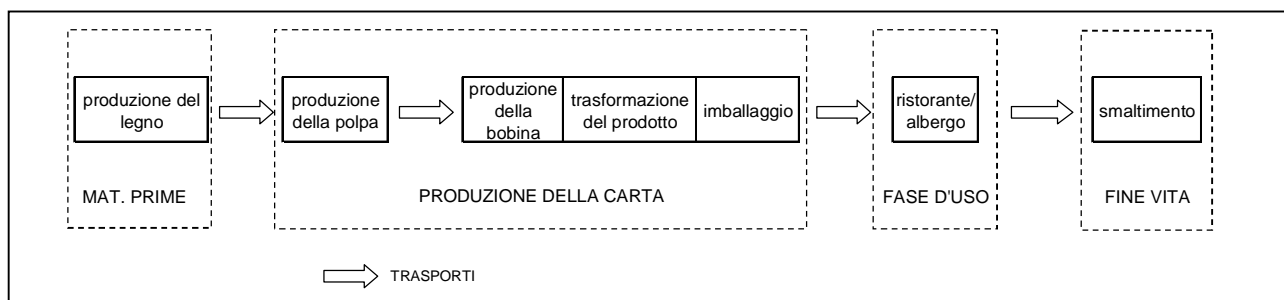 produzione del
legno
produzione
della polpa
produzione
della
bobina
trasformazione
del prodotto
imballaggio
ristorante/
albergo
smaltimento
MAT. PRIME
PRODUZIONE DELLA CARTA
FASE D'USO
FINE VITA
TRASPORTI